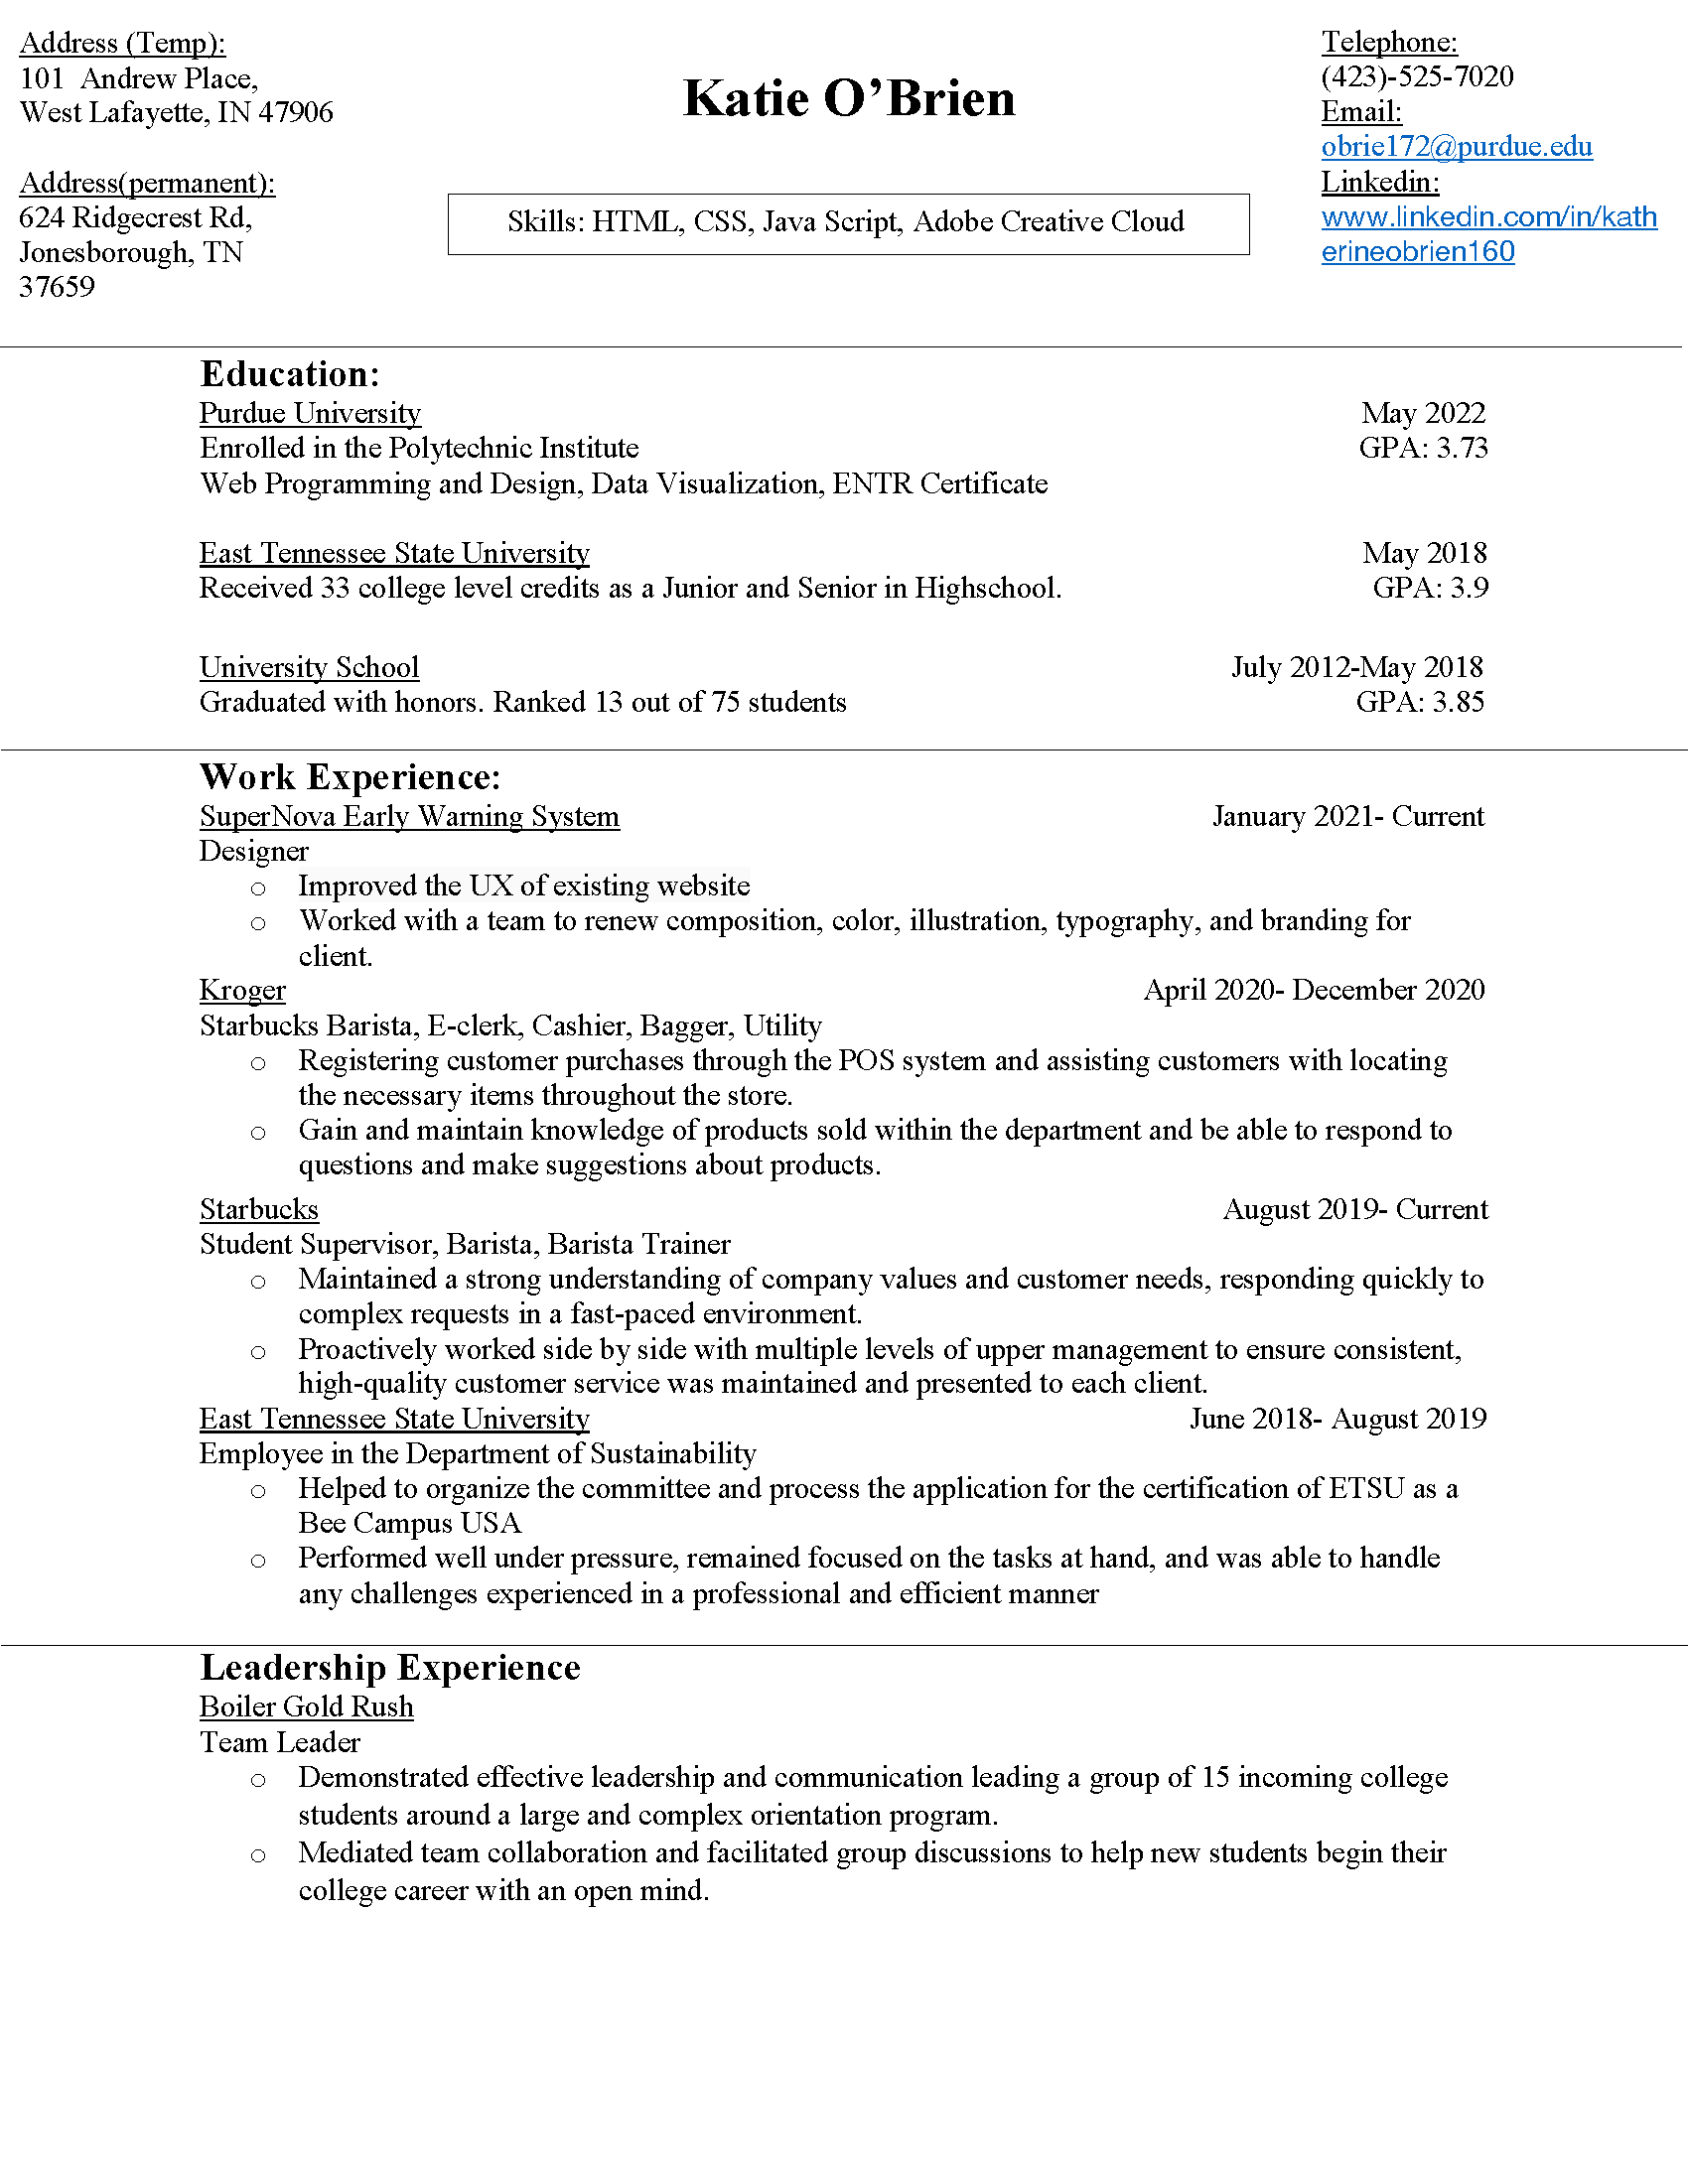 Address (Temp):
101  Andrew Place,
West Lafayette, IN 47906
Address(permanent):
624 Ridgecrest Rd,
Jonesborough, TN
37659
Katie O’Brien
Skills: HTML, CSS, Java Script, Adobe Creative Cloud
Telephone:
(423)-525-7020
Email:
obrie172@purdue.edu
Linkedin:
www.linkedin.com/in/kath
erineobrien160
Education:
Purdue University May 2022
Enrolled in the Polytechnic Institute GPA: 3.73
Web Programming and Design, Data Visualization, ENTR Certificate
East Tennessee State University May 2018
Received 33 college level credits as a Junior and Senior in Highschool. GPA: 3.9
University School July 2012-May 2018
Graduated with honors. Ranked 13 out of 75 students GPA: 3.85
Work Experience:
SuperNova Early Warning System January 2021- Current
Designer
o Improved the UX of existing website
o Worked with a team to renew composition, color, illustration, typography, and branding for
client.
Kroger April 2020- December 2020
Starbucks Barista, E-clerk, Cashier, Bagger, Utility
o Registering customer purchases through the POS system and assisting customers with locating
the necessary items throughout the store.
o Gain and maintain knowledge of products sold within the department and be able to respond to
questions and make suggestions about products.
Starbucks August 2019- Current
Student Supervisor, Barista, Barista Trainer
o Maintained a strong understanding of company values and customer needs, responding quickly to
complex requests in a fast-paced environment.
o Proactively worked side by side with multiple levels of upper management to ensure consistent,
high-quality customer service was maintained and presented to each client.
East Tennessee State University June 2018- August 2019
Employee in the Department of Sustainability
o Helped to organize the committee and process the application for the certification of ETSU as a
Bee Campus USA
o Performed well under pressure, remained focused on the tasks at hand, and was able to handle
any challenges experienced in a professional and efficient manner
Leadership Experience
Boiler Gold Rush
Team Leader
o Demonstrated effective leadership and communication leading a group of 15 incoming college
students around a large and complex orientation program.
o Mediated team collaboration and facilitated group discussions to help new students begin their
college career with an open mind.